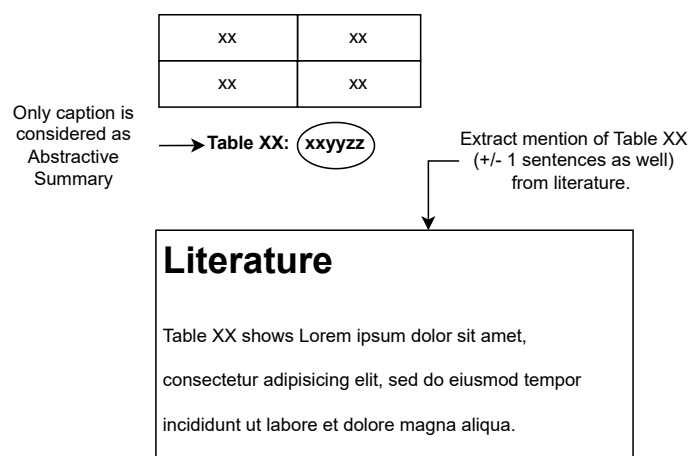 xx xx
xx xx
Only caption is
considered as
Abstractive
Summary
Table XX: xxyyzz
Extract mention of Table XX
(+/- 1 sentences as well)
from literature.
Literature
Table XX shows Lorem ipsum dolor sit amet,
consectetur adipisicing elit, sed do eiusmod tempor
incididunt ut labore et dolore magna aliqua.